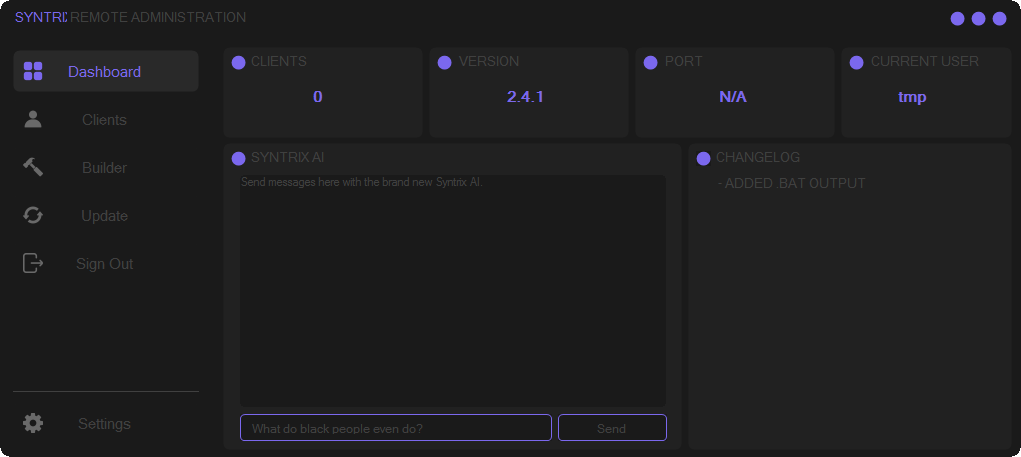 SYNTRIX REMOTE ADMINISTRATION
Dashboard
Clients
Builder
Update
Sign Out
Settings
CLIENTS
0
VERSION
2.4.1
PORT
N/A
CURRENT USER
tmp
SYNTRIX AI
Send messages here with the brand new Syntrix AI.
What do black people even do?
Send
CHANGELOG
- ADDED .BAT OUTPUT